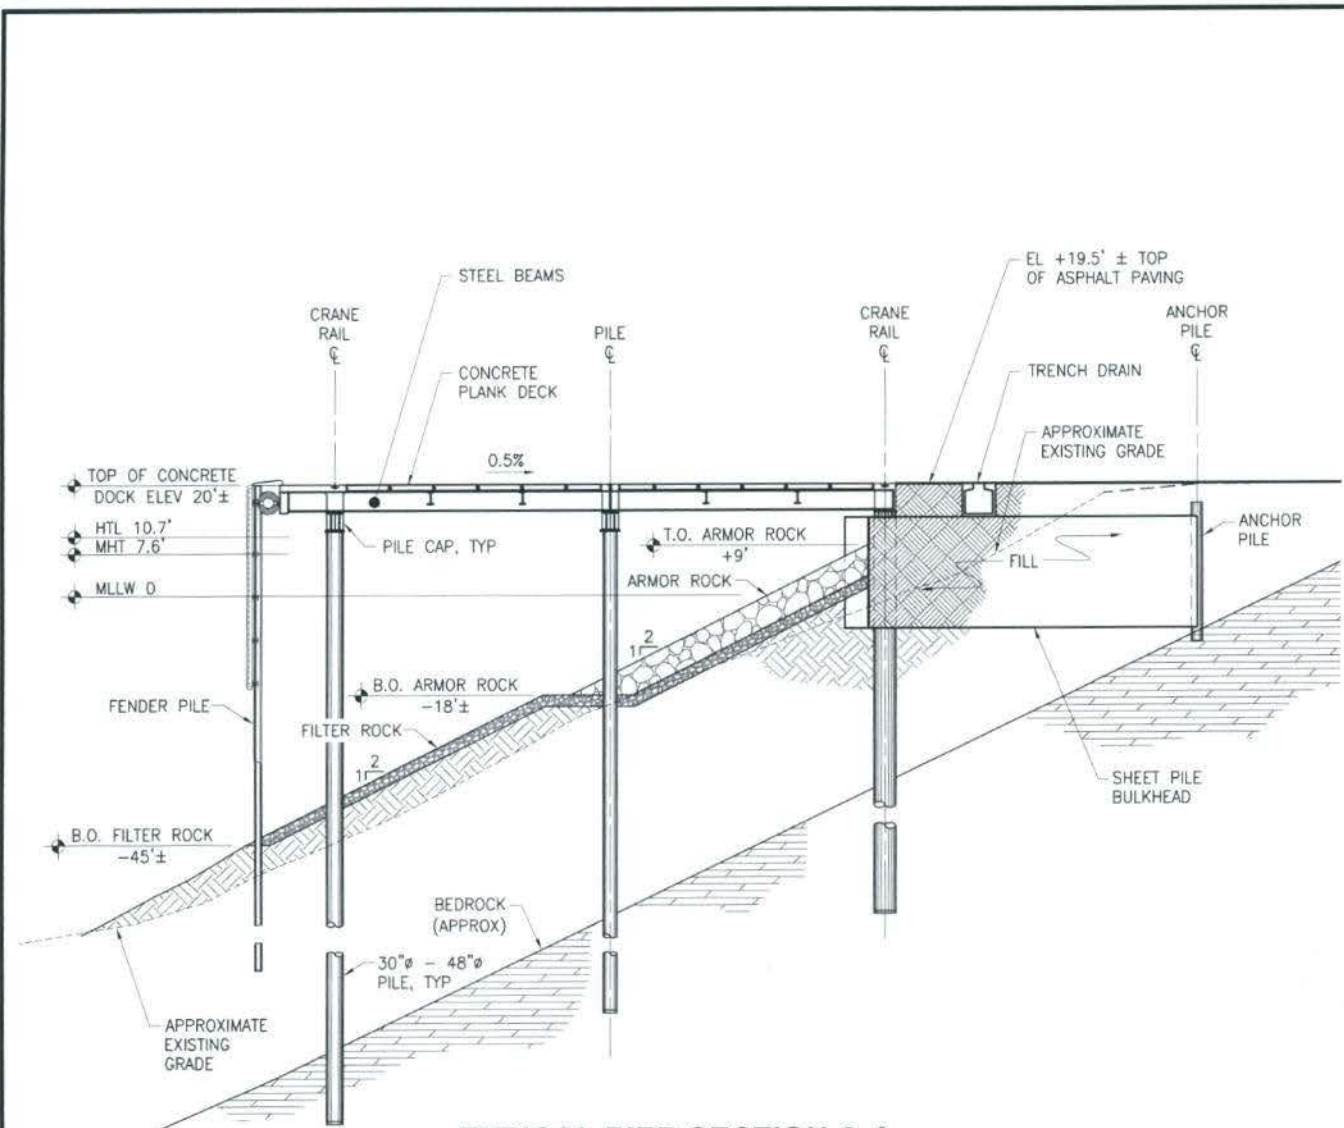 STEEL BEAMS
EL +19.5' ± TOP
OF ASPHALT PAVING
CRANE
RAIL
℄
PILE
℄
CRANE
RAIL
℄
ANCHOR
PILE
℄
CONCRETE
PLANK DECK
TRENCH DRAIN
APPROXIMATE
EXISTING GRADE
0.5%
TOP OF CONCRETE
DOCK ELEV 20'±
HTL 10.7'
MHT 7.6'
MLLW 0
PILE CAP, TYP
T.O. ARMOR ROCK
+9'
ARMOR ROCK
FILL
ANCHOR
PILE
2
1
B.O. ARMOR ROCK
-18'±
FENDER PILE
FILTER ROCK
2
1
SHEET PILE
BULKHEAD
B.O. FILTER ROCK
-45'±
BEDROCK
(APPROX)
30"ø - 48"ø
PILE, TYP
APPROXIMATE
EXISTING
GRADE